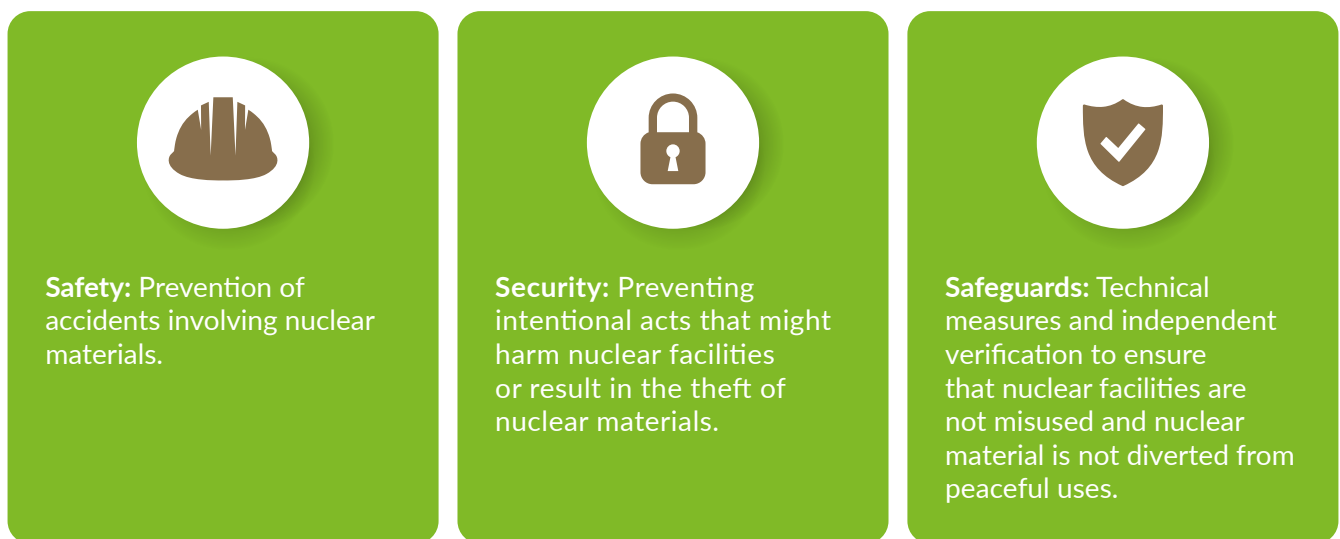 Safety: Prevention of
accidents involving nuclear
materials.
Security: Preventing
intentional acts that might
harm nuclear facilities
or result in the theft of
nuclear materials.
Safeguards: Technical
measures and independent
verification to ensure
that nuclear facilities are
not misused and nuclear
material is not diverted from
peaceful uses.